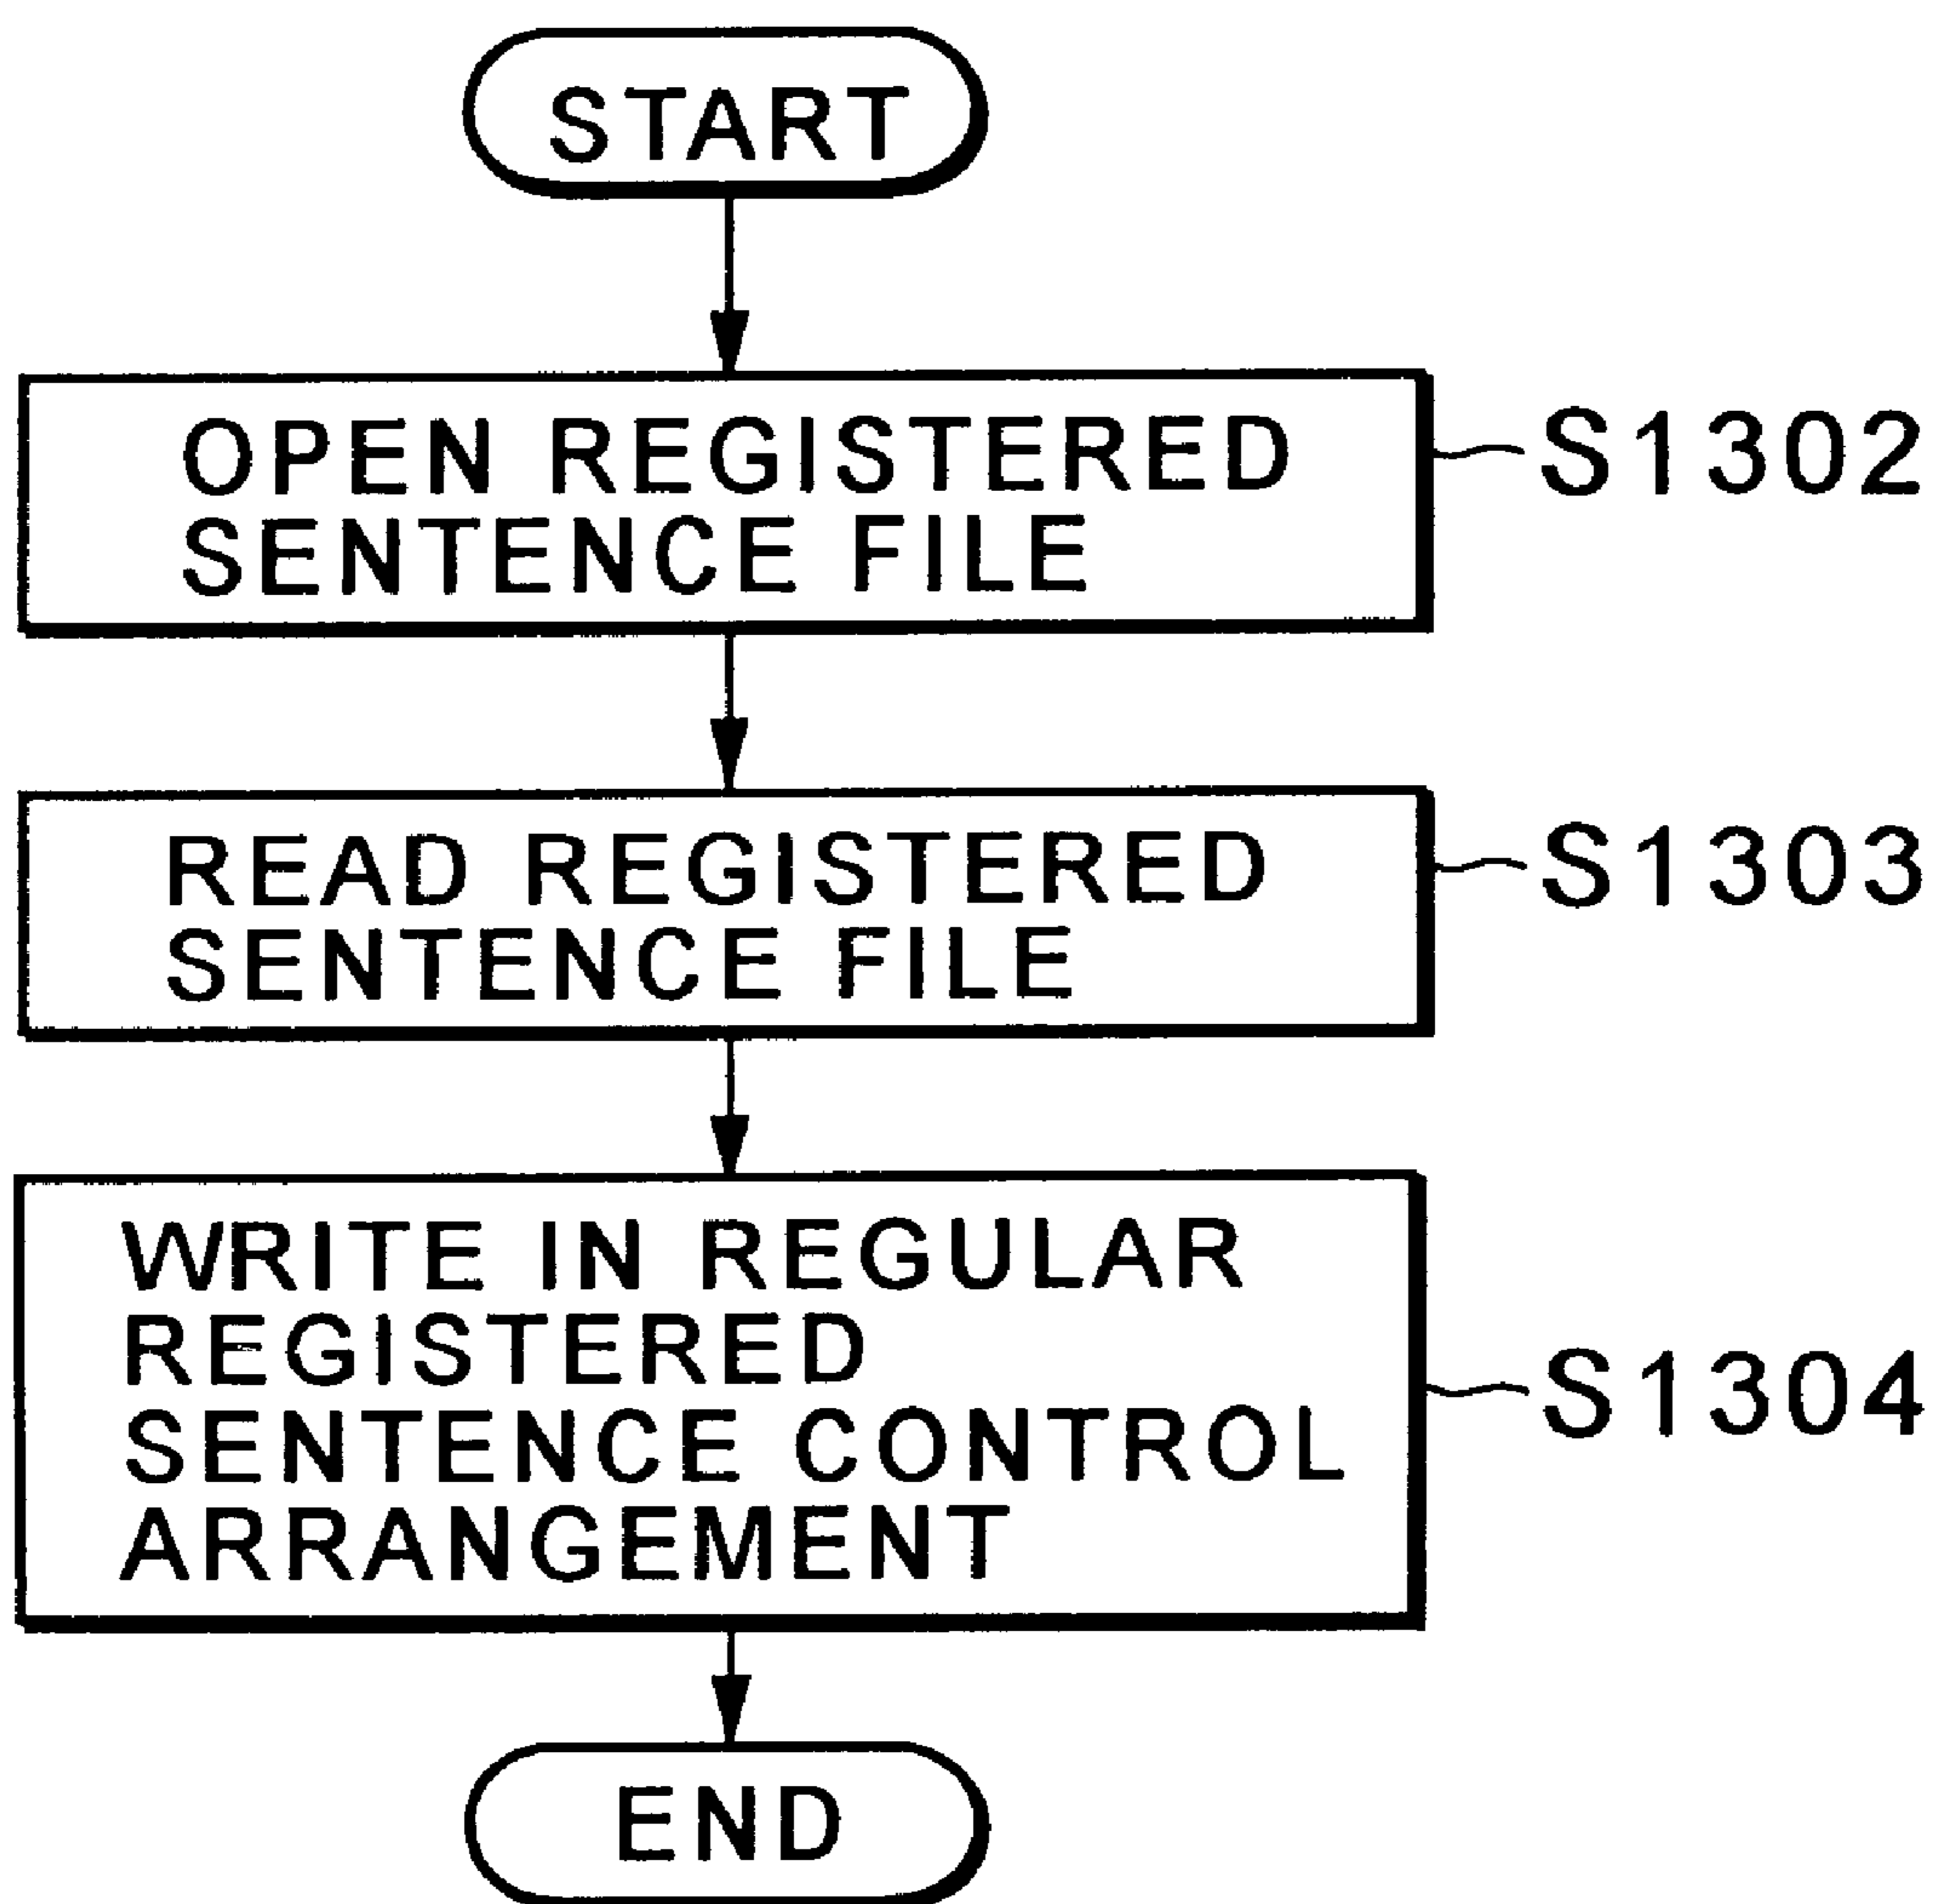 START
OPEN REGISTERED
SENTENCE FILE
S1302
READ REGISTERED
SENTENCE FILE
S1303
WRITE IN REGULAR
REGISTERED
SENTENCE CONTROL
ARRANGEMENT
S1304
END